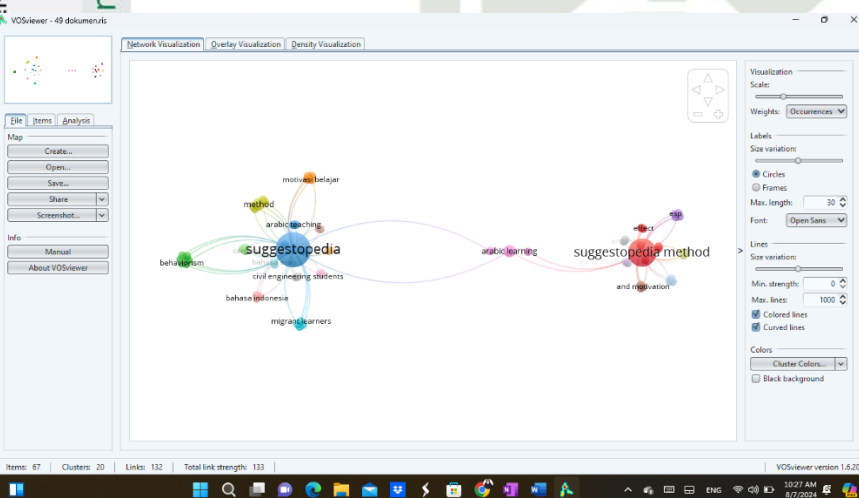 VOSviewer - 49 dokumen.ris
Network Visualization Overlay Visualization Density Visualization
File Items Analysis
Map
Create...
Open...
Save...
Share
Screenshot...
Info
Manual
About VOSviewer
motivasi belajar
method
arabic teaching
suggestopedia
behaviorism
civil engineering students
bahasa indonesia
migrant learners
arabic learning
esp
effect
suggestopedia method
and motivation
>
Visualization
Scale:
Weights: Occurrences
Labels
Size variation:
Circles
Frames
Max. length: 30
Font: Open Sans
Lines
Size variation:
Min. strength: 0
Max. lines: 1000
Colored lines
Curved lines
Colors
Cluster Colors...
Black background
Items: 67 Clusters: 20 Links: 132 Total link strength: 133
VOSviewer version 1.6.20
ENG
10:27 AM
8/7/2024